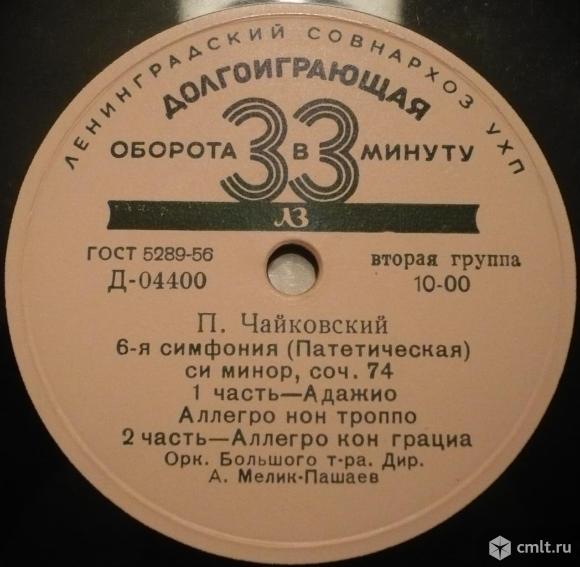 ЛЕНИНГРАДСКИЙ СОВНАРХОЗ УХП
ДОЛГОИГРАЮЩАЯ
ОБОРОТА 33 В МИНУТУ
ЛЗ
ГОСТ 5289-56 вторая группа
Д-04400 10-00
П. Чайковский
6-я симфония (Патетическая)
си минор, соч. 74
1 часть—Адажио
Аллегро нон троппо
2 часть—Аллегро кон грациа
Орк. Большого т-ра. Дир.
А. Мелик-Пашаев
cmlt.ru